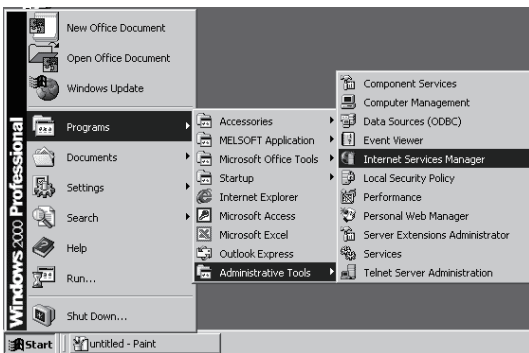 New Office Document
Open Office Document
Windows Update
Programs
Documents
Settings
Search
Help
Run...
Shut Down...
Windows 2000 Professional
Accessories
MELSOFT Application
Microsoft Office Tools
Startup
Internet Explorer
Microsoft Access
Microsoft Excel
Outlook Express
Administrative Tools
Component Services
Computer Management
Data Sources (ODBC)
Event Viewer
Internet Services Manager
Local Security Policy
Performance
Personal Web Manager
Server Extensions Administrator
Services
Telnet Server Administration
Start
untitled - Paint